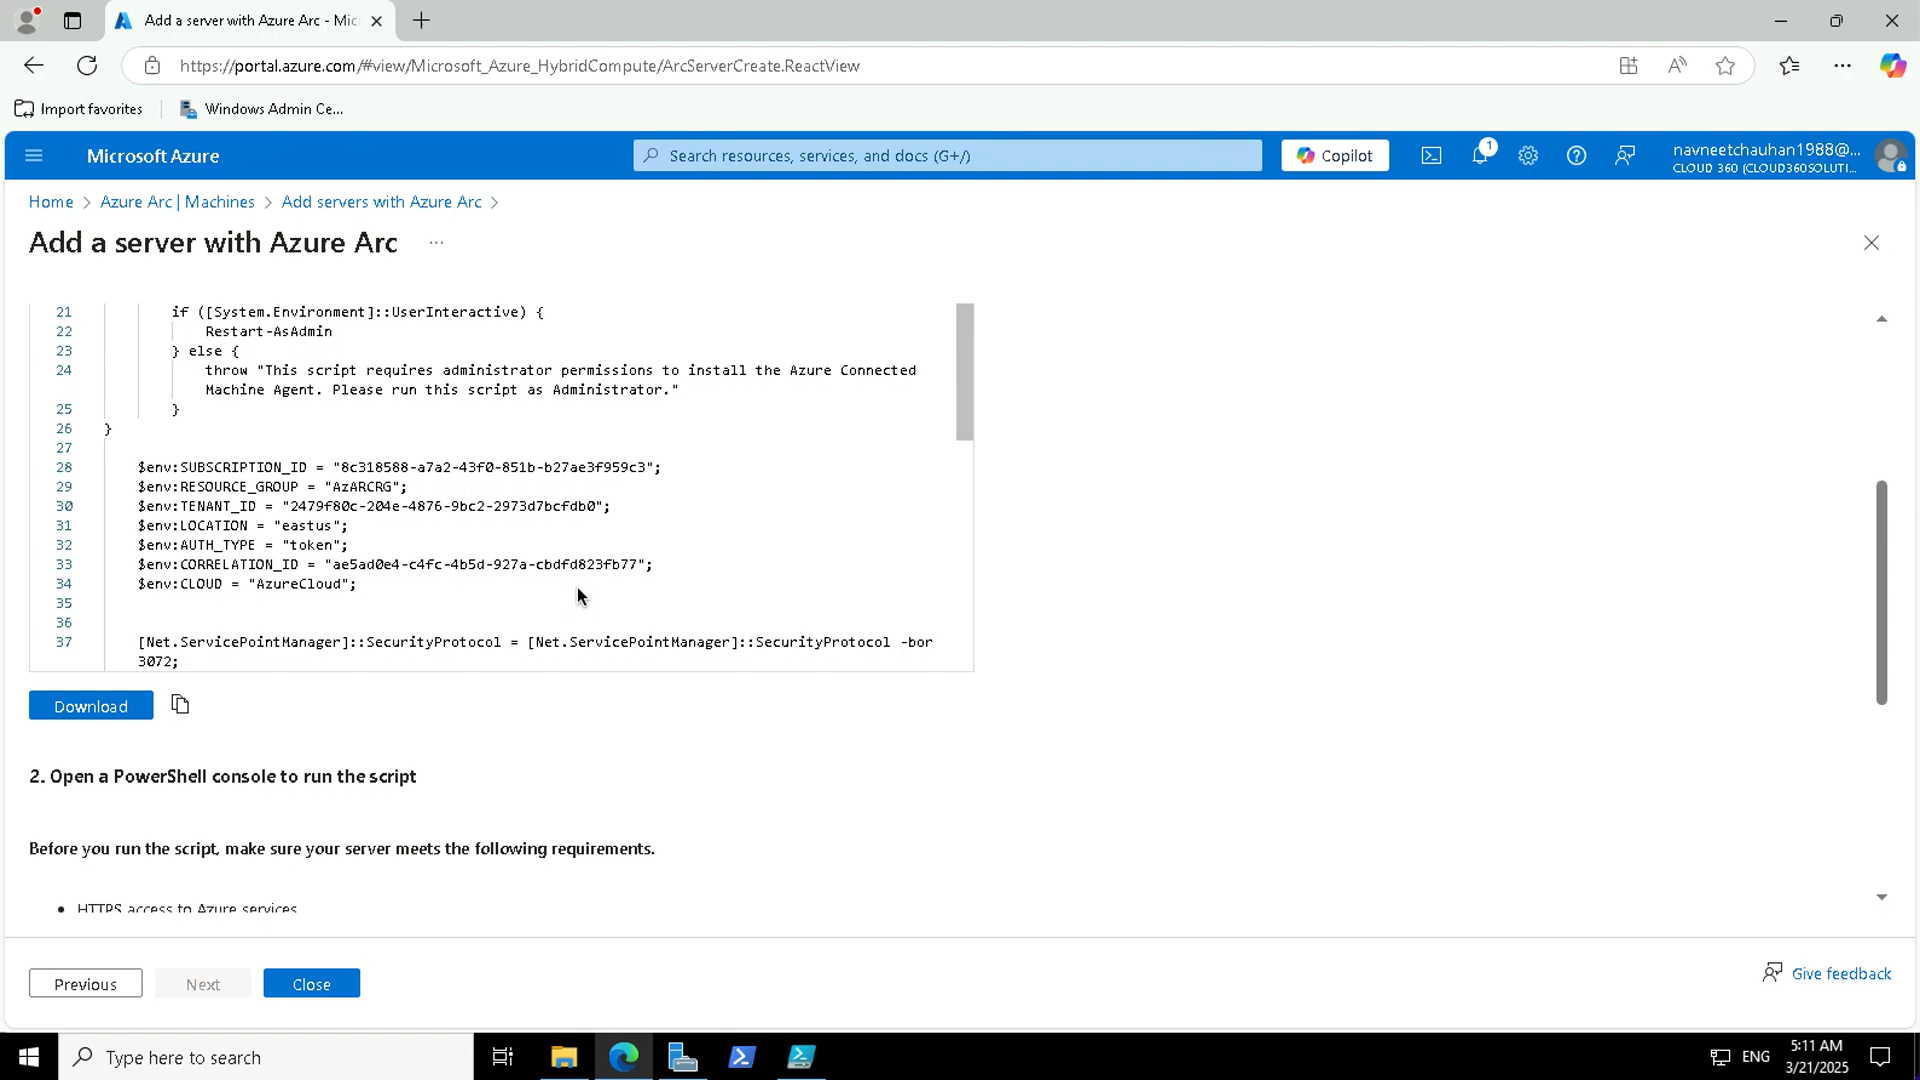 Add a server with Azure Arc - Mic
https://portal.azure.com/#view/Microsoft_Azure_HybridCompute/ArcServerCreate.ReactView
Import favorites
Windows Admin Ce...
Microsoft Azure
Search resources, services, and docs (G+/)
Copilot
1
navneetchauhan1988@...
CLOUD 360 (CLOUD360SOLUTI...
Home > Azure Arc | Machines > Add servers with Azure Arc >
Add a server with Azure Arc ...
21 if ([System.Environment]::UserInteractive) {
22 Restart-AsAdmin
23 } else {
24 throw "This script requires administrator permissions to install the Azure Connected
Machine Agent. Please run this script as Administrator."
25 }
26 }
27
28 $env:SUBSCRIPTION_ID = "8c318588-a7a2-43f0-851b-b27ae3f959c3";
29 $env:RESOURCE_GROUP = "AzARCRG";
30 $env:TENANT_ID = "2479f80c-204e-4876-9bc2-2973d7bcfdb0";
31 $env:LOCATION = "eastus";
32 $env:AUTH_TYPE = "token";
33 $env:CORRELATION_ID = "ae5ad0e4-c4fc-4b5d-927a-cbdfd823fb77";
34 $env:CLOUD = "AzureCloud";
35
36
37 [Net.ServicePointManager]::SecurityProtocol = [Net.ServicePointManager]::SecurityProtocol -bor
3072;
Download
2. Open a PowerShell console to run the script
Before you run the script, make sure your server meets the following requirements.
• HTTPS access to Azure services
Previous
Next
Close
Give feedback
Type here to search
ENG
5:11 AM
3/21/2025